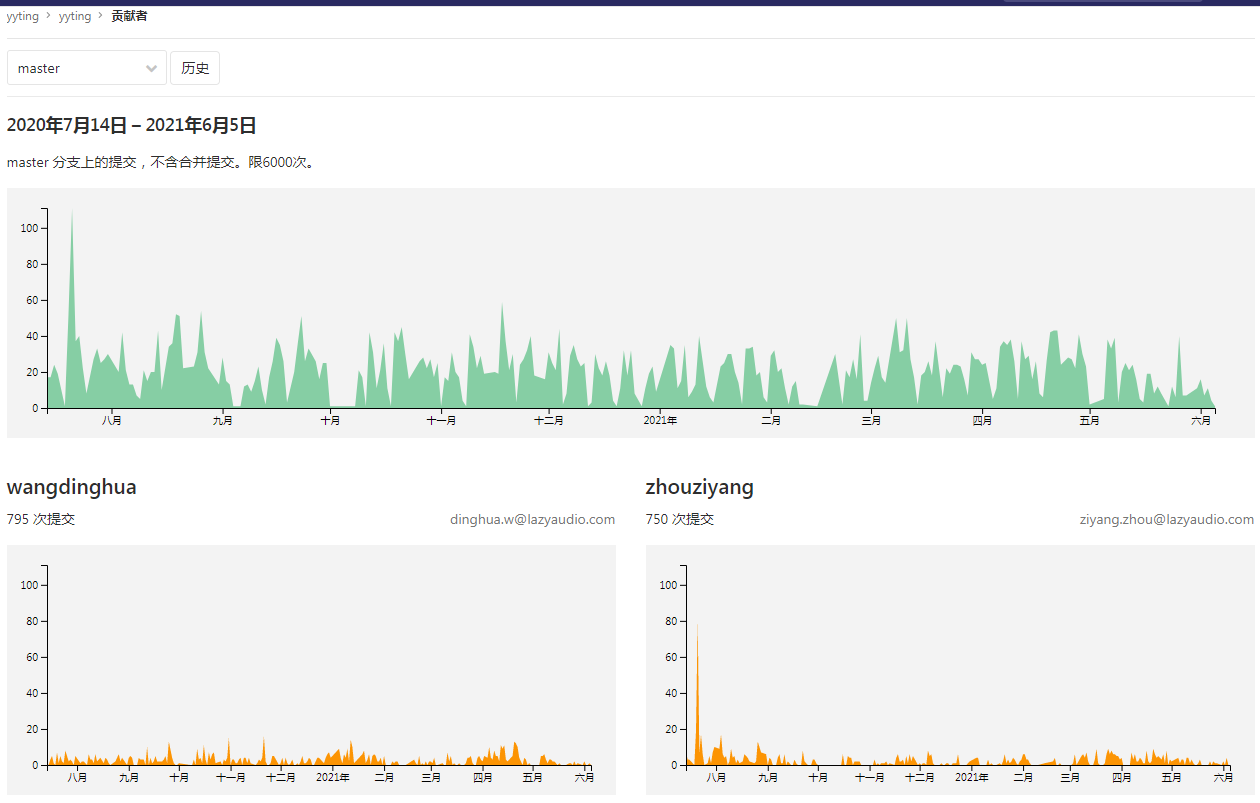 yyting > yyting > 贡献者
master 历史
2020年7月14日 – 2021年6月5日
master 分支上的提交，不含合并提交。限6000次。
100
80
60
40
20
0
八月 九月 十月 十一月 十二月 2021年 二月 三月 四月 五月 六月
wangdinghua
795 次提交 dinghua.w@lazyaudio.com
100
80
60
40
20
0
八月 九月 十月 十一月 十二月 2021年 二月 三月 四月 五月 六月
zhouziyang
750 次提交 ziyang.zhou@lazyaudio.com
100
80
60
40
20
0
八月 九月 十月 十一月 十二月 2021年 二月 三月 四月 五月 六月